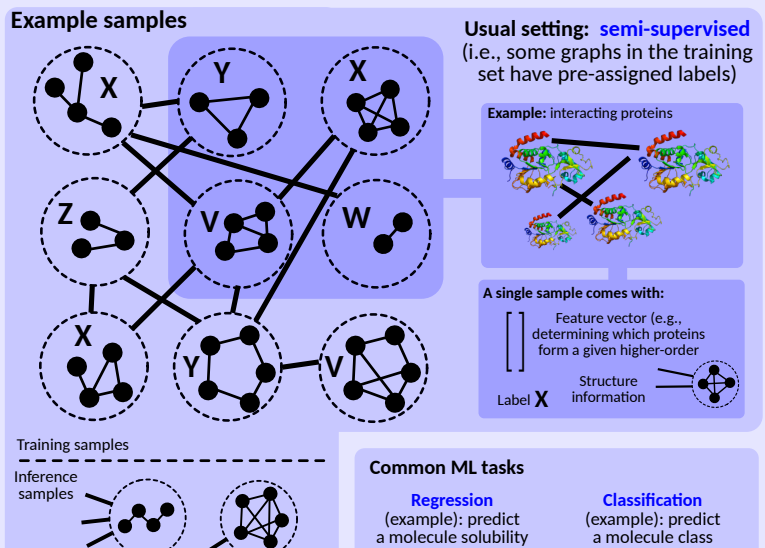 Example samples
X
Y
X
Z
V
W
X
Y
V
Training samples
Inference
samples
Usual setting: semi-supervised
(i.e., some graphs in the training
set have pre-assigned labels)
Example: interacting proteins
A single sample comes with:
[ ]
Feature vector (e.g.,
determining which proteins
form a given higher-order
Structure
information
Label X
Common ML tasks
Regression
(example): predict
a molecule solubility
Classification
(example): predict
a molecule class